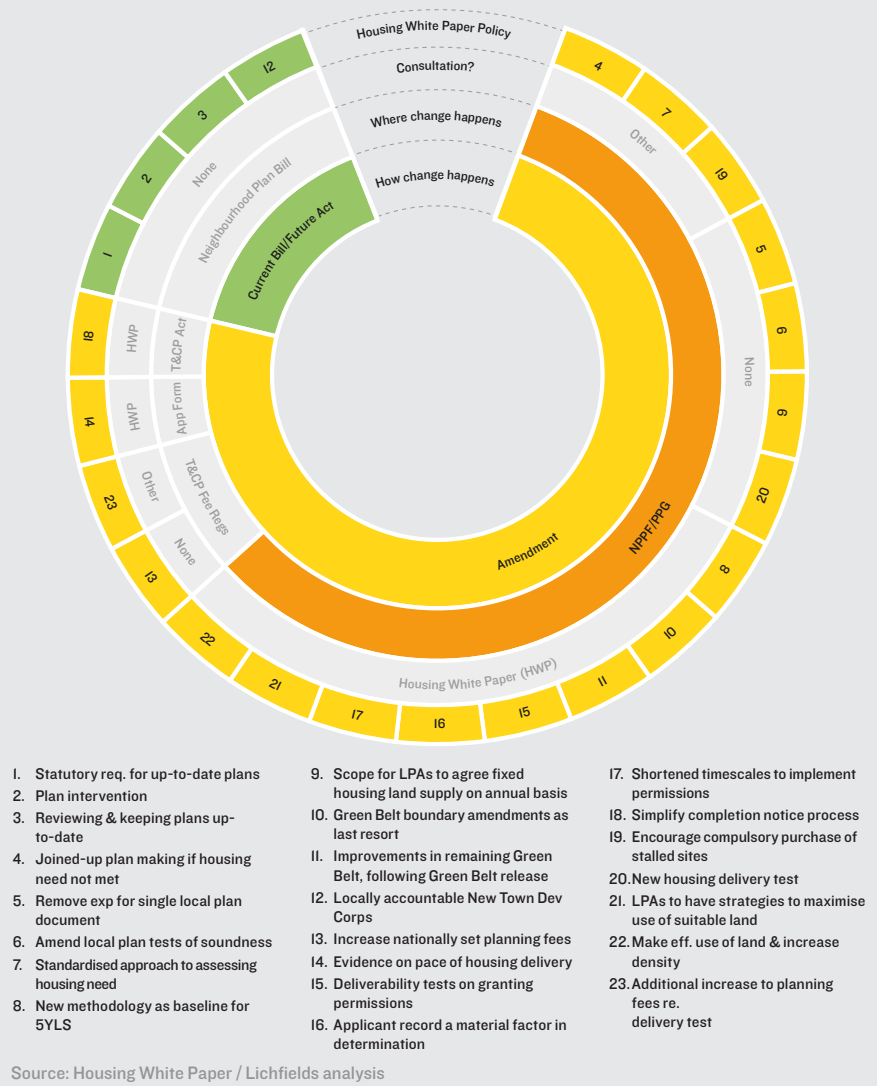 Housing White Paper Policy
Consultation?
Where change happens
How change happens
4
7
19
5
6
9
20
8
10
11
15
16
17
21
22
13
23
14
18
1
2
3
12
Other
None
Housing White Paper (HWP)
None
Other
HWP
HWP
None
NPPF/PPG
T&CP Fee Regs
App Form
T&CP Act
Neighbourhood Plan Bill
Amendment
Current Bill/Future Act
1. Statutory req. for up-to-date plans
2. Plan intervention
3. Reviewing & keeping plans up-
to-date
4. Joined-up plan making if housing
need not met
5. Remove exp for single local plan
document
6. Amend local plan tests of soundness
7. Standardised approach to assessing
housing need
8. New methodology as baseline for
5YLS
9. Scope for LPAs to agree fixed
housing land supply on annual basis
10. Green Belt boundary amendments as
last resort
11. Improvements in remaining Green
Belt, following Green Belt release
12. Locally accountable New Town Dev
Corps
13. Increase nationally set planning fees
14. Evidence on pace of housing delivery
15. Deliverability tests on granting
permissions
16. Applicant record a material factor in
determination
17. Shortened timescales to implement
permissions
18. Simplify completion notice process
19. Encourage compulsory purchase of
stalled sites
20. New housing delivery test
21. LPAs to have strategies to maximise
use of suitable land
22. Make eff. use of land & increase
density
23. Additional increase to planning
fees re.
delivery test
Source: Housing White Paper / Lichfields analysis